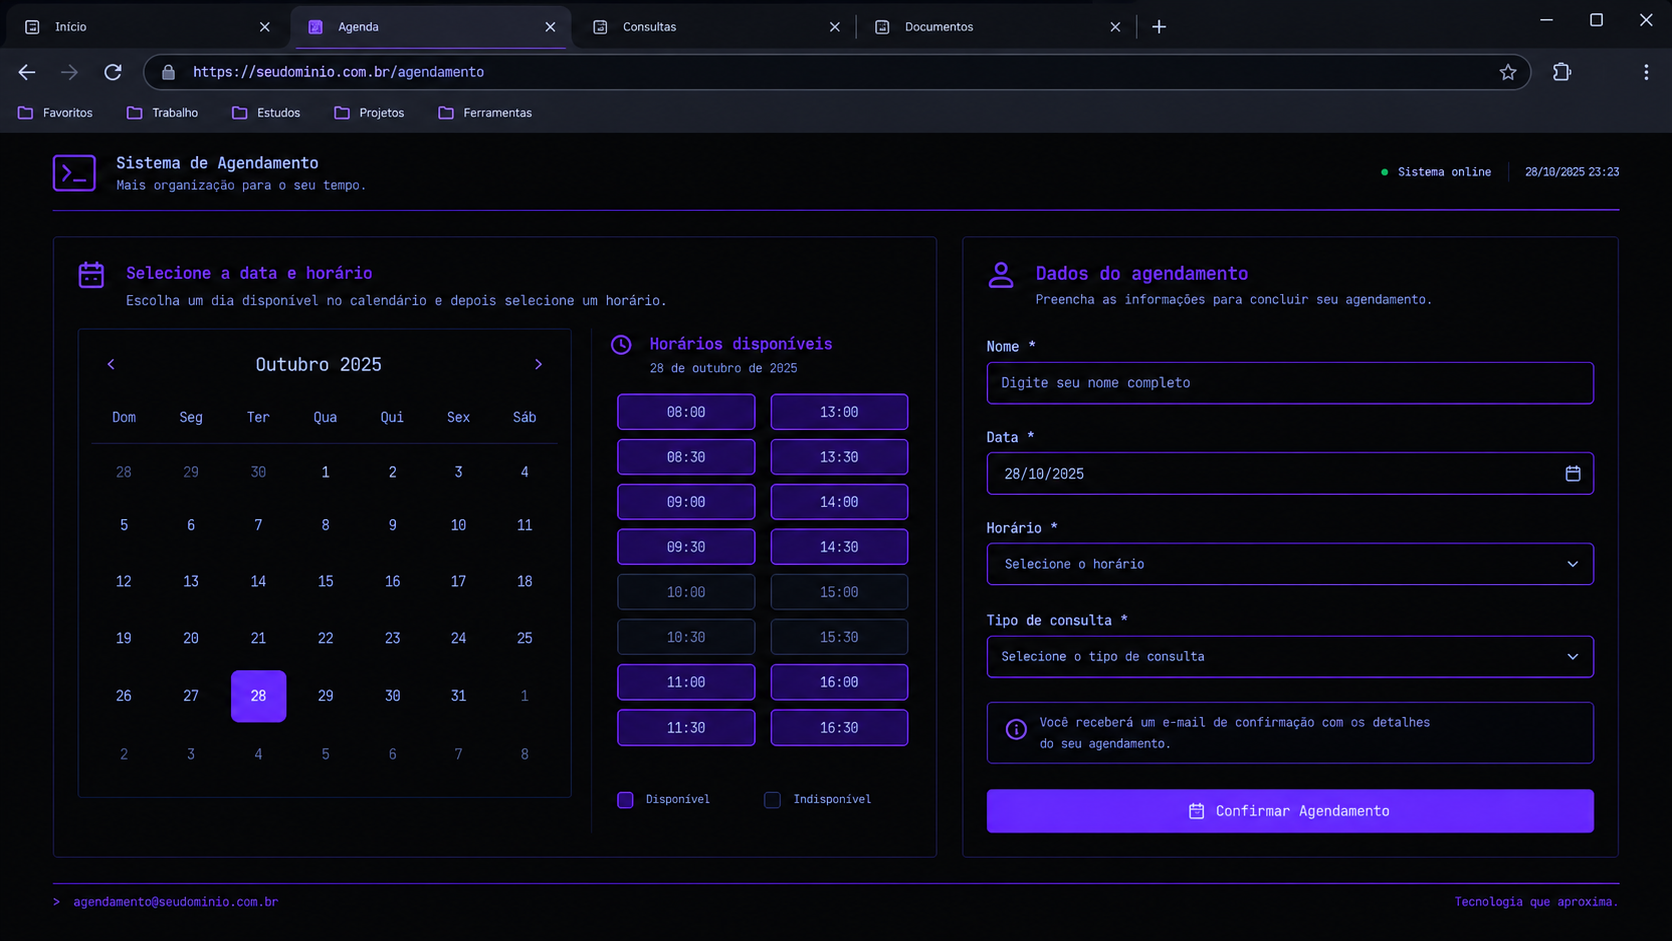 Início
Agenda
Consultas
Documentos
https://seudominio.com.br/agendamento
Favoritos
Trabalho
Estudos
Projetos
Ferramentas
Sistema de Agendamento
Mais organização para o seu tempo.
Sistema online
28/10/2025 23:23
Selecione a data e horário
Escolha um dia disponível no calendário e depois selecione um horário.
Outubro 2025
Dom Seg Ter Qua Qui Sex Sáb
28 29 30 1 2 3 4
5 6 7 8 9 10 11
12 13 14 15 16 17 18
19 20 21 22 23 24 25
26 27 28 29 30 31 1
2 3 4 5 6 7 8
Horários disponíveis
28 de outubro de 2025
08:00 13:00
08:30 13:30
09:00 14:00
09:30 14:30
10:00 15:00
10:30 15:30
11:00 16:00
11:30 16:30
Disponível
Indisponível
Dados do agendamento
Preencha as informações para concluir seu agendamento.
Nome *
Digite seu nome completo
Data *
28/10/2025
Horário *
Selecione o horário
Tipo de consulta *
Selecione o tipo de consulta
Você receberá um e-mail de confirmação com os detalhes
do seu agendamento.
Confirmar Agendamento
> agendamento@seudominio.com.br
Tecnologia que aproxima.